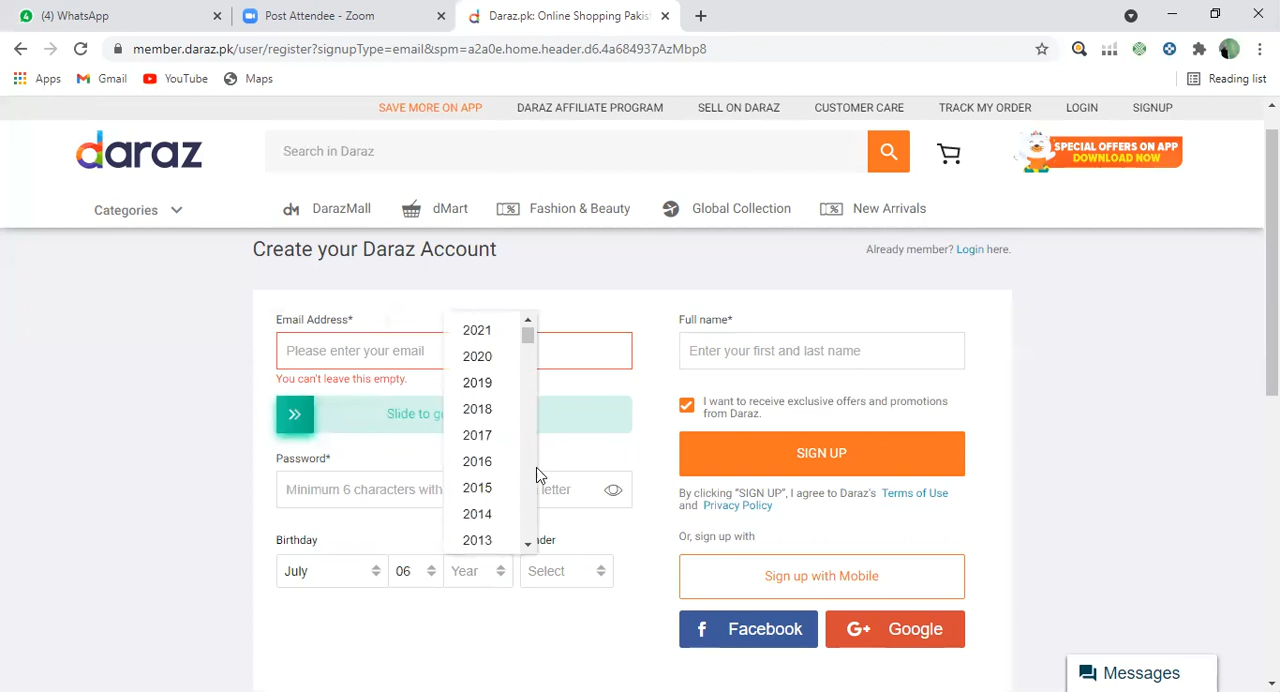 (4) WhatsApp
Post Attendee - Zoom
Daraz.pk: Online Shopping Pakis
member.daraz.pk/user/register?signupType=email&spm=a2a0e.home.header.d6.4a684937AzMbp8
Apps Gmail YouTube Maps Reading list
SAVE MORE ON APP DARAZ AFFILIATE PROGRAM SELL ON DARAZ CUSTOMER CARE TRACK MY ORDER LOGIN SIGNUP
daraz
Search in Daraz
SPECIAL OFFERS ON APP
DOWNLOAD NOW
Categories DarazMall dMart Fashion & Beauty Global Collection New Arrivals
Create your Daraz Account
Already member? Login here.
Email Address*
Please enter your email
You can't leave this empty.
Slide to
Password*
Minimum 6 characters with letter
Birthday
July 06 Year Select
2021
2020
2019
2018
2017
2016
2015
2014
2013
Full name*
Enter your first and last name
I want to receive exclusive offers and promotions
from Daraz.
SIGN UP
By clicking “SIGN UP”, I agree to Daraz's Terms of Use
and Privacy Policy
Or, sign up with
Sign up with Mobile
Facebook
G+ Google
Messages